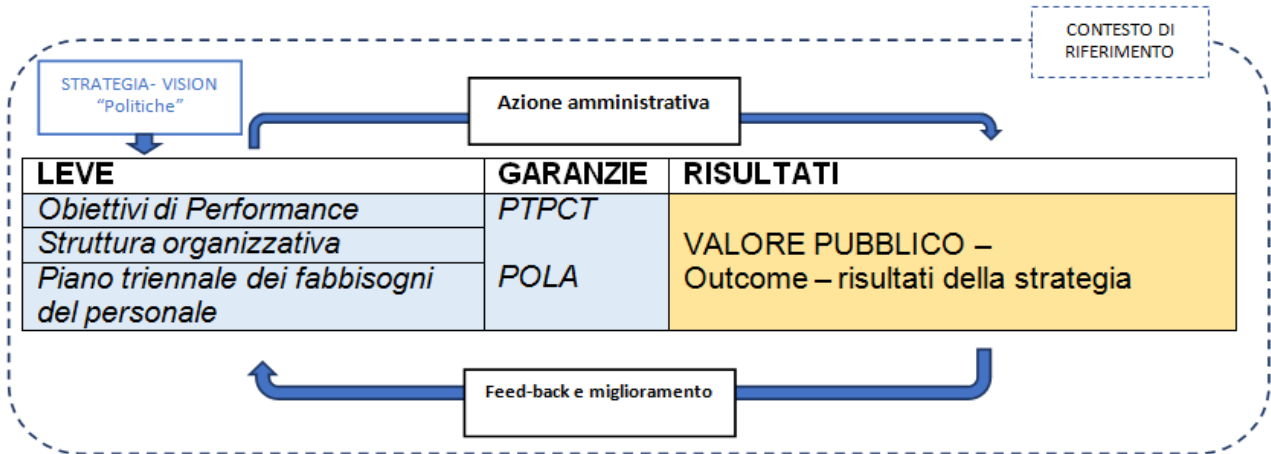 CONTESTO DI
RIFERIMENTO
STRATEGIA- VISION
“Politiche”
Azione amministrativa
LEVE
GARANZIE
RISULTATI
Obiettivi di Performance
PTPCT
Struttura organizzativa
VALORE PUBBLICO –
Piano triennale dei fabbisogni
POLA
Outcome – risultati della strategia
del personale
Feed-back e miglioramento